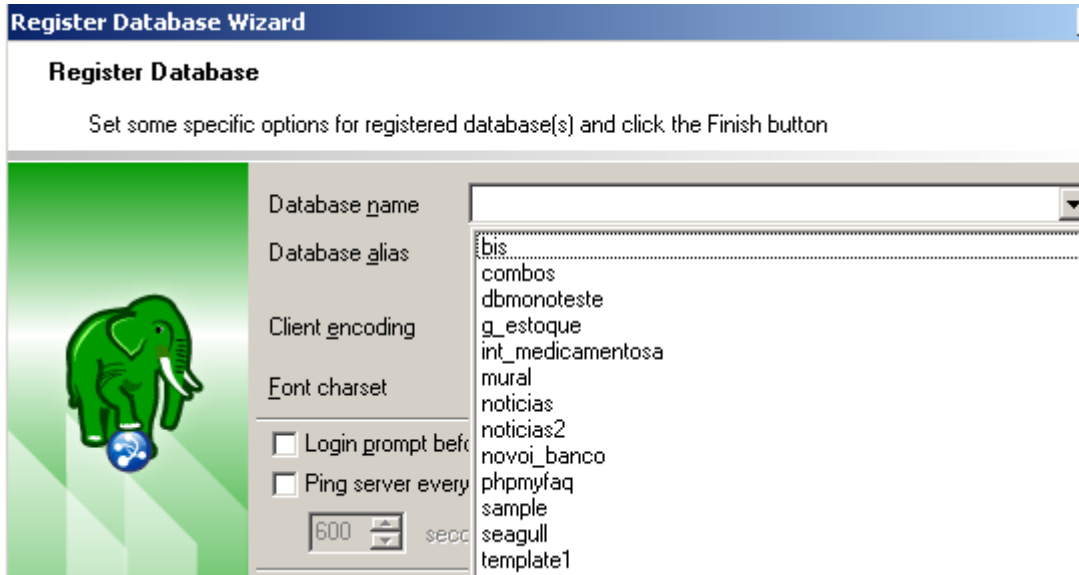 Register Database Wizard
Register Database
Set some specific options for registered database(s) and click the Finish button
Database name
Database alias
Client encoding
Font charset
Login prompt befo
Ping server every
600 seco
bis
combos
dbmonoteste
g_estoque
int_medicamentosa
mural
noticias
noticias2
novoi_banco
phpmyfaq
sample
seagull
template1